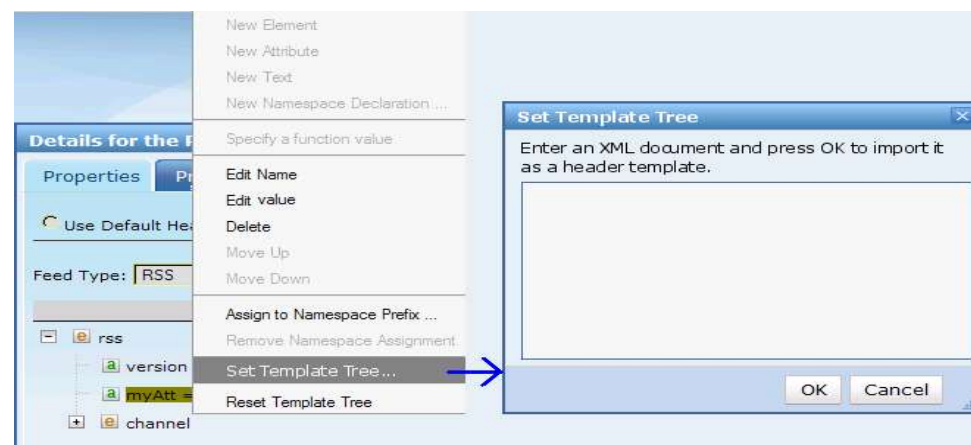 New Element
New Attribute
New Text
New Namespace Declaration ...
Specify a function value
Edit Name
Edit value
Delete
Move Up
Move Down
Assign to Namespace Prefix ...
Remove Namespace Assignment
Set Template Tree...
Reset Template Tree
Details for the
Properties
Use Default
Feed Type: RSS
e rss
a version
a myAtt =
e channel
Set Template Tree
Enter an XML document and press OK to import it
as a header template.
OK Cancel